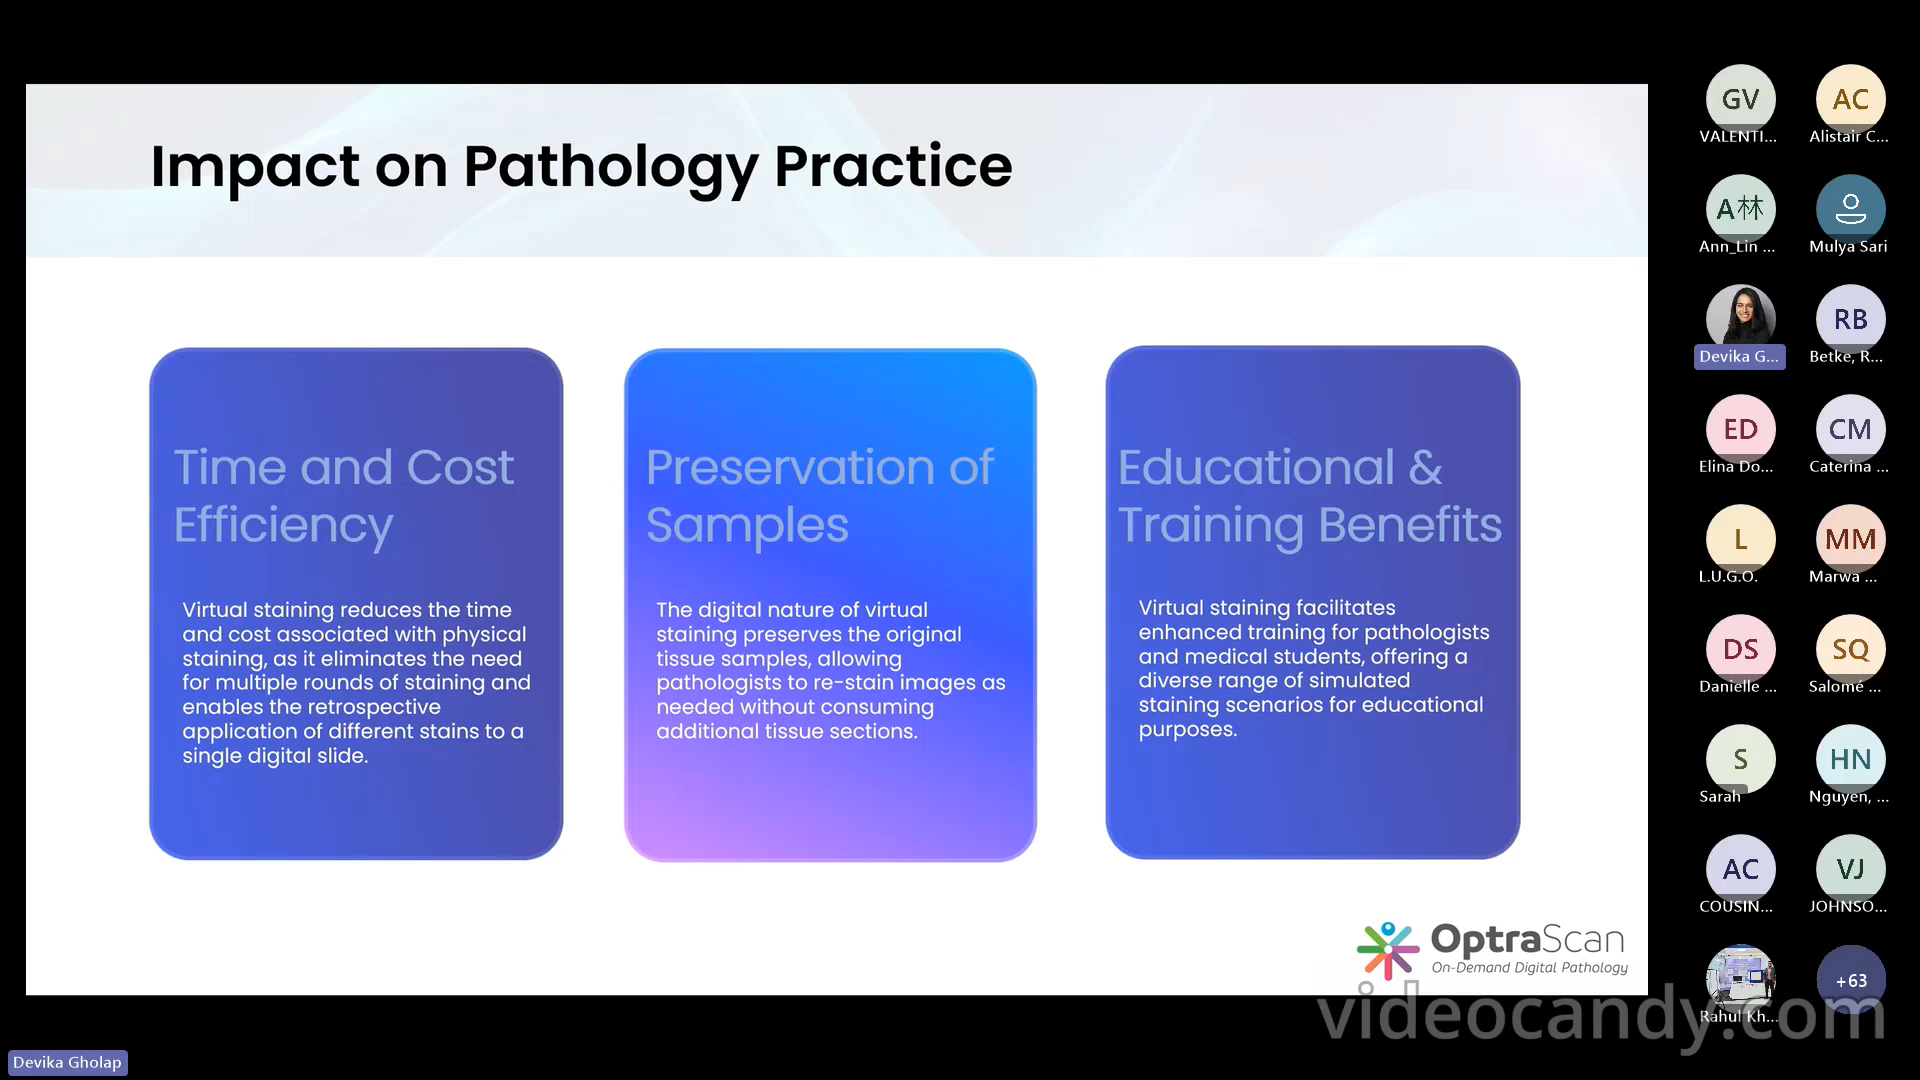 Impact on Pathology Practice
Time and Cost
Efficiency
Virtual staining reduces the time
and cost associated with physical
staining, as it eliminates the need
for multiple rounds of staining and
enables the retrospective
application of different stains to a
single digital slide.
Preservation of
Samples
The digital nature of virtual
staining preserves the original
tissue samples, allowing
pathologists to re-stain images as
needed without consuming
additional tissue sections.
Educational &
Training Benefits
Virtual staining facilitates
enhanced training for pathologists
and medical students, offering a
diverse range of simulated
staining scenarios for educational
purposes.
OptraScan
On-Demand Digital Pathology
GV
VALENTI...
AC
Alistair C...
A林
Ann_Lin ...
Mulya Sari
Devika G...
RB
Betke, R...
ED
Elina Do...
CM
Caterina ...
L
L.U.G.O.
MM
Marwa ...
DS
Danielle ...
SQ
Salomé ...
S
Sarah
HN
Nguyen, ...
AC
COUSIN...
VJ
JOHNSO...
Rahul Kh...
+63
videocandy.com
Devika Gholap